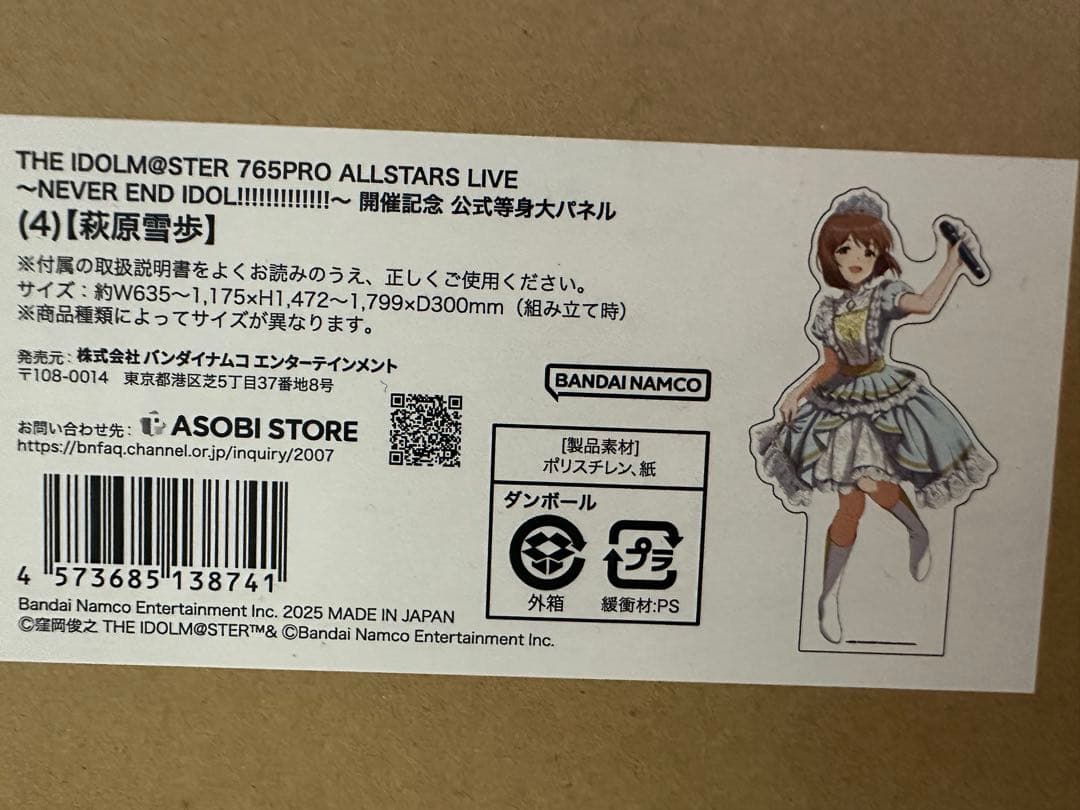 THE IDOLM@STER 765PRO ALLSTARS LIVE
～NEVER END IDOL!!!!!!!!!!!!!!～ 開催記念 公式等身大パネル
(4)【萩原雪歩】
※付属の取扱説明書をよくお読みのうえ、正しくご使用ください。
サイズ：約W635～1,175×H1,472～1,799×D300mm（組み立て時）
※商品種類によってサイズが異なります。
発売元：株式会社 バンダイナムコ エンターテインメント
〒108-0014 東京都港区芝5丁目37番地8号
BANDAI NAMCO
お問い合わせ先： ASOBI STORE
https://bnfaq.channel.or.jp/inquiry/2007
[製品素材]
ポリスチレン、紙
ダンボール
プラ
外箱 緩衝材:PS
4 573685 138741
Bandai Namco Entertainment Inc. 2025 MADE IN JAPAN
©窪岡俊之 THE IDOLM@STER™& ©Bandai Namco Entertainment Inc.